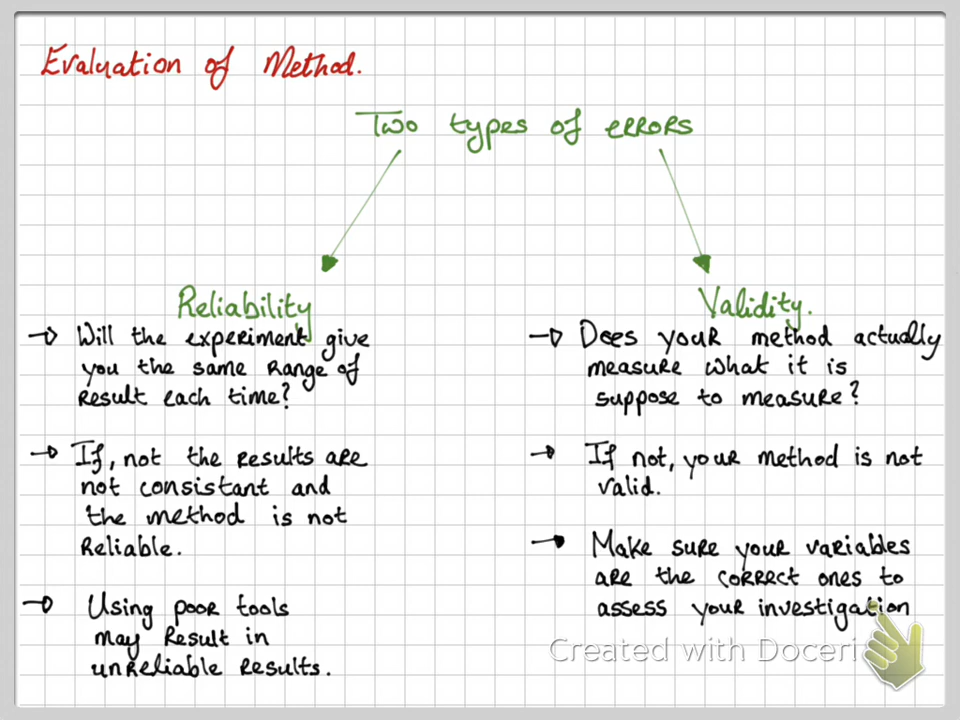 Evaluation of Method.
Two types of errors
Reliability
→ Will the experiment give
you the same range of
result each time?
→ If, not the results are
not consistant and
the method is not
reliable.
→ Using poor tools
may result in
unreliable results.
Validity.
→ Does your method actually
measure what it is
suppose to measure?
→ If not, your method is not
valid.
→ Make sure your variables
are the correct ones to
assess your investigation
Created with Doceri